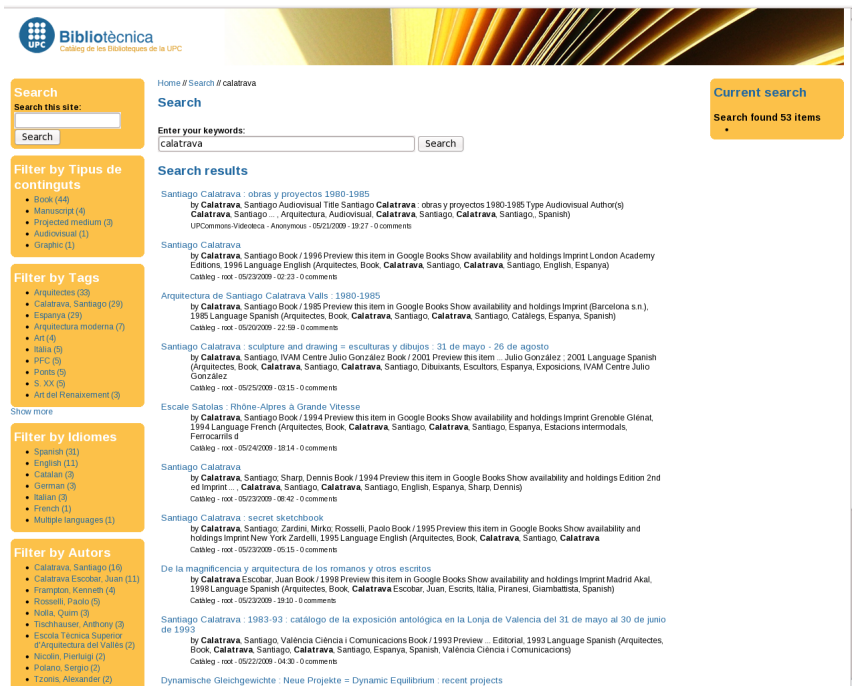 UPC
Bibliotècnica
Catàleg de les Biblioteques de la UPC
Search
Search this site:
Search
Filter by Tipus de
continguts
Book (44)
Manuscript (4)
Projected medium (3)
Audiovisual (1)
Graphic (1)
Filter by Tags
Arquitectes (33)
Calatrava, Santiago (29)
Espanya (29)
Arquitectura moderna (7)
Art (4)
Itàlia (5)
PFC (5)
Ponts (5)
S. XX (5)
Art del Renaixement (3)
Show more
Filter by Idiomes
Spanish (31)
English (11)
Catalan (3)
German (3)
Italian (3)
French (1)
Multiple languages (1)
Filter by Autors
Calatrava, Santiago (16)
Calatrava Escobar, Juan (11)
Frampton, Kenneth (4)
Rosselli, Paolo (5)
Nolla, Quim (3)
Tischhauser, Anthony (3)
Escola Tècnica Superior
d'Arquitectura del Vallès (2)
Nicolin, Pierluigi (2)
Polano, Sergio (2)
Tzonis, Alexander (2)
Home // Search // calatrava
Search
Enter your keywords:
calatrava Search
Search results
Santiago Calatrava : obras y proyectos 1980-1985
by Calatrava, Santiago Audiovisual Title Santiago Calatrava : obras y proyectos 1980-1985 Type Audiovisual Author(s)
Calatrava, Santiago ... , Arquitectura, Audiovisual, Calatrava, Santiago, Calatrava, Santiago,, Spanish)
UPCommons-Videoteca - Anonymous - 05/21/2009 - 19:27 - 0 comments
Santiago Calatrava
by Calatrava, Santiago Book / 1996 Preview this item in Google Books Show availability and holdings Imprint London Academy
Editions, 1996 Language English (Arquitectes, Book, Calatrava, Santiago, Calatrava, Santiago, English, Espanya)
Catàleg - root - 05/23/2009 - 02:23 - 0 comments
Arquitectura de Santiago Calatrava Valls : 1980-1985
by Calatrava, Santiago Book / 1985 Preview this item in Google Books Show availability and holdings Imprint (Barcelona s.n.),
1985 Language Spanish (Arquitectes, Book, Calatrava, Santiago, Calatrava, Santiago, Catàlegs, Espanya, Spanish)
Catàleg - root - 05/20/2009 - 22:59 - 0 comments
Santiago Calatrava : sculpture and drawing = esculturas y dibujos : 31 de mayo - 26 de agosto
by Calatrava, Santiago, IVAM Centre Julio González Book / 2001 Preview this item ... Julio González ; 2001 Language Spanish
(Arquitectes, Book, Calatrava, Santiago, Calatrava, Santiago, Dibuixants, Escultors, Espanya, Exposicions, IVAM Centre Julio
González
Catàleg - root - 05/25/2009 - 03:15 - 0 comments
Escale Satolas : Rhône-Alpres à Grande Vitesse
by Calatrava, Santiago Book / 1994 Preview this item in Google Books Show availability and holdings Imprint Grenoble Glénat,
1994 Language French (Arquitectes, Book, Calatrava, Santiago, Calatrava, Santiago, Espanya, Estacions intermodals,
Ferrocarrils d
Catàleg - root - 05/24/2009 - 18:14 - 0 comments
Santiago Calatrava
by Calatrava, Santiago; Sharp, Dennis Book / 1994 Preview this item in Google Books Show availability and holdings Edition 2nd
ed Imprint ... , Calatrava, Santiago, Calatrava, Santiago, English, Espanya, Sharp, Dennis)
Catàleg - root - 05/23/2009 - 08:42 - 0 comments
Santiago Calatrava : secret sketchbook
by Calatrava, Santiago; Zardini, Mirko; Rosselli, Paolo Book / 1995 Preview this item in Google Books Show availability and
holdings Imprint New York Zardelli, 1995 Language English (Arquitectes, Book, Calatrava, Santiago, Calatrava
Catàleg - root - 05/23/2009 - 05:15 - 0 comments
De la magnificencia y arquitectura de los romanos y otros escritos
by Calatrava Escobar, Juan Book / 1998 Preview this item in Google Books Show availability and holdings Imprint Madrid Akal,
1998 Language Spanish (Arquitectes, Book, Calatrava Escobar, Juan, Escrits, Itàlia, Piranesi, Giambattista, Spanish)
Catàleg - root - 05/23/2009 - 19:10 - 0 comments
Santiago Calatrava : 1983-93 : catálogo de la exposición antológica en la Lonja de Valencia del 31 de mayo al 30 de junio
de 1993
by Calatrava, Santiago, València Ciència i Comunicacions Book / 1993 Preview ... Editorial, 1993 Language Spanish (Arquitectes,
Book, Calatrava, Santiago, Calatrava, Santiago, Espanya, Spanish, València Ciència i Comunicacions)
Catàleg - root - 05/22/2009 - 04:30 - 0 comments
Dynamische Gleichgewichte : Neue Projekte = Dynamic Equilibrium : recent projects
Current search
Search found 53 items